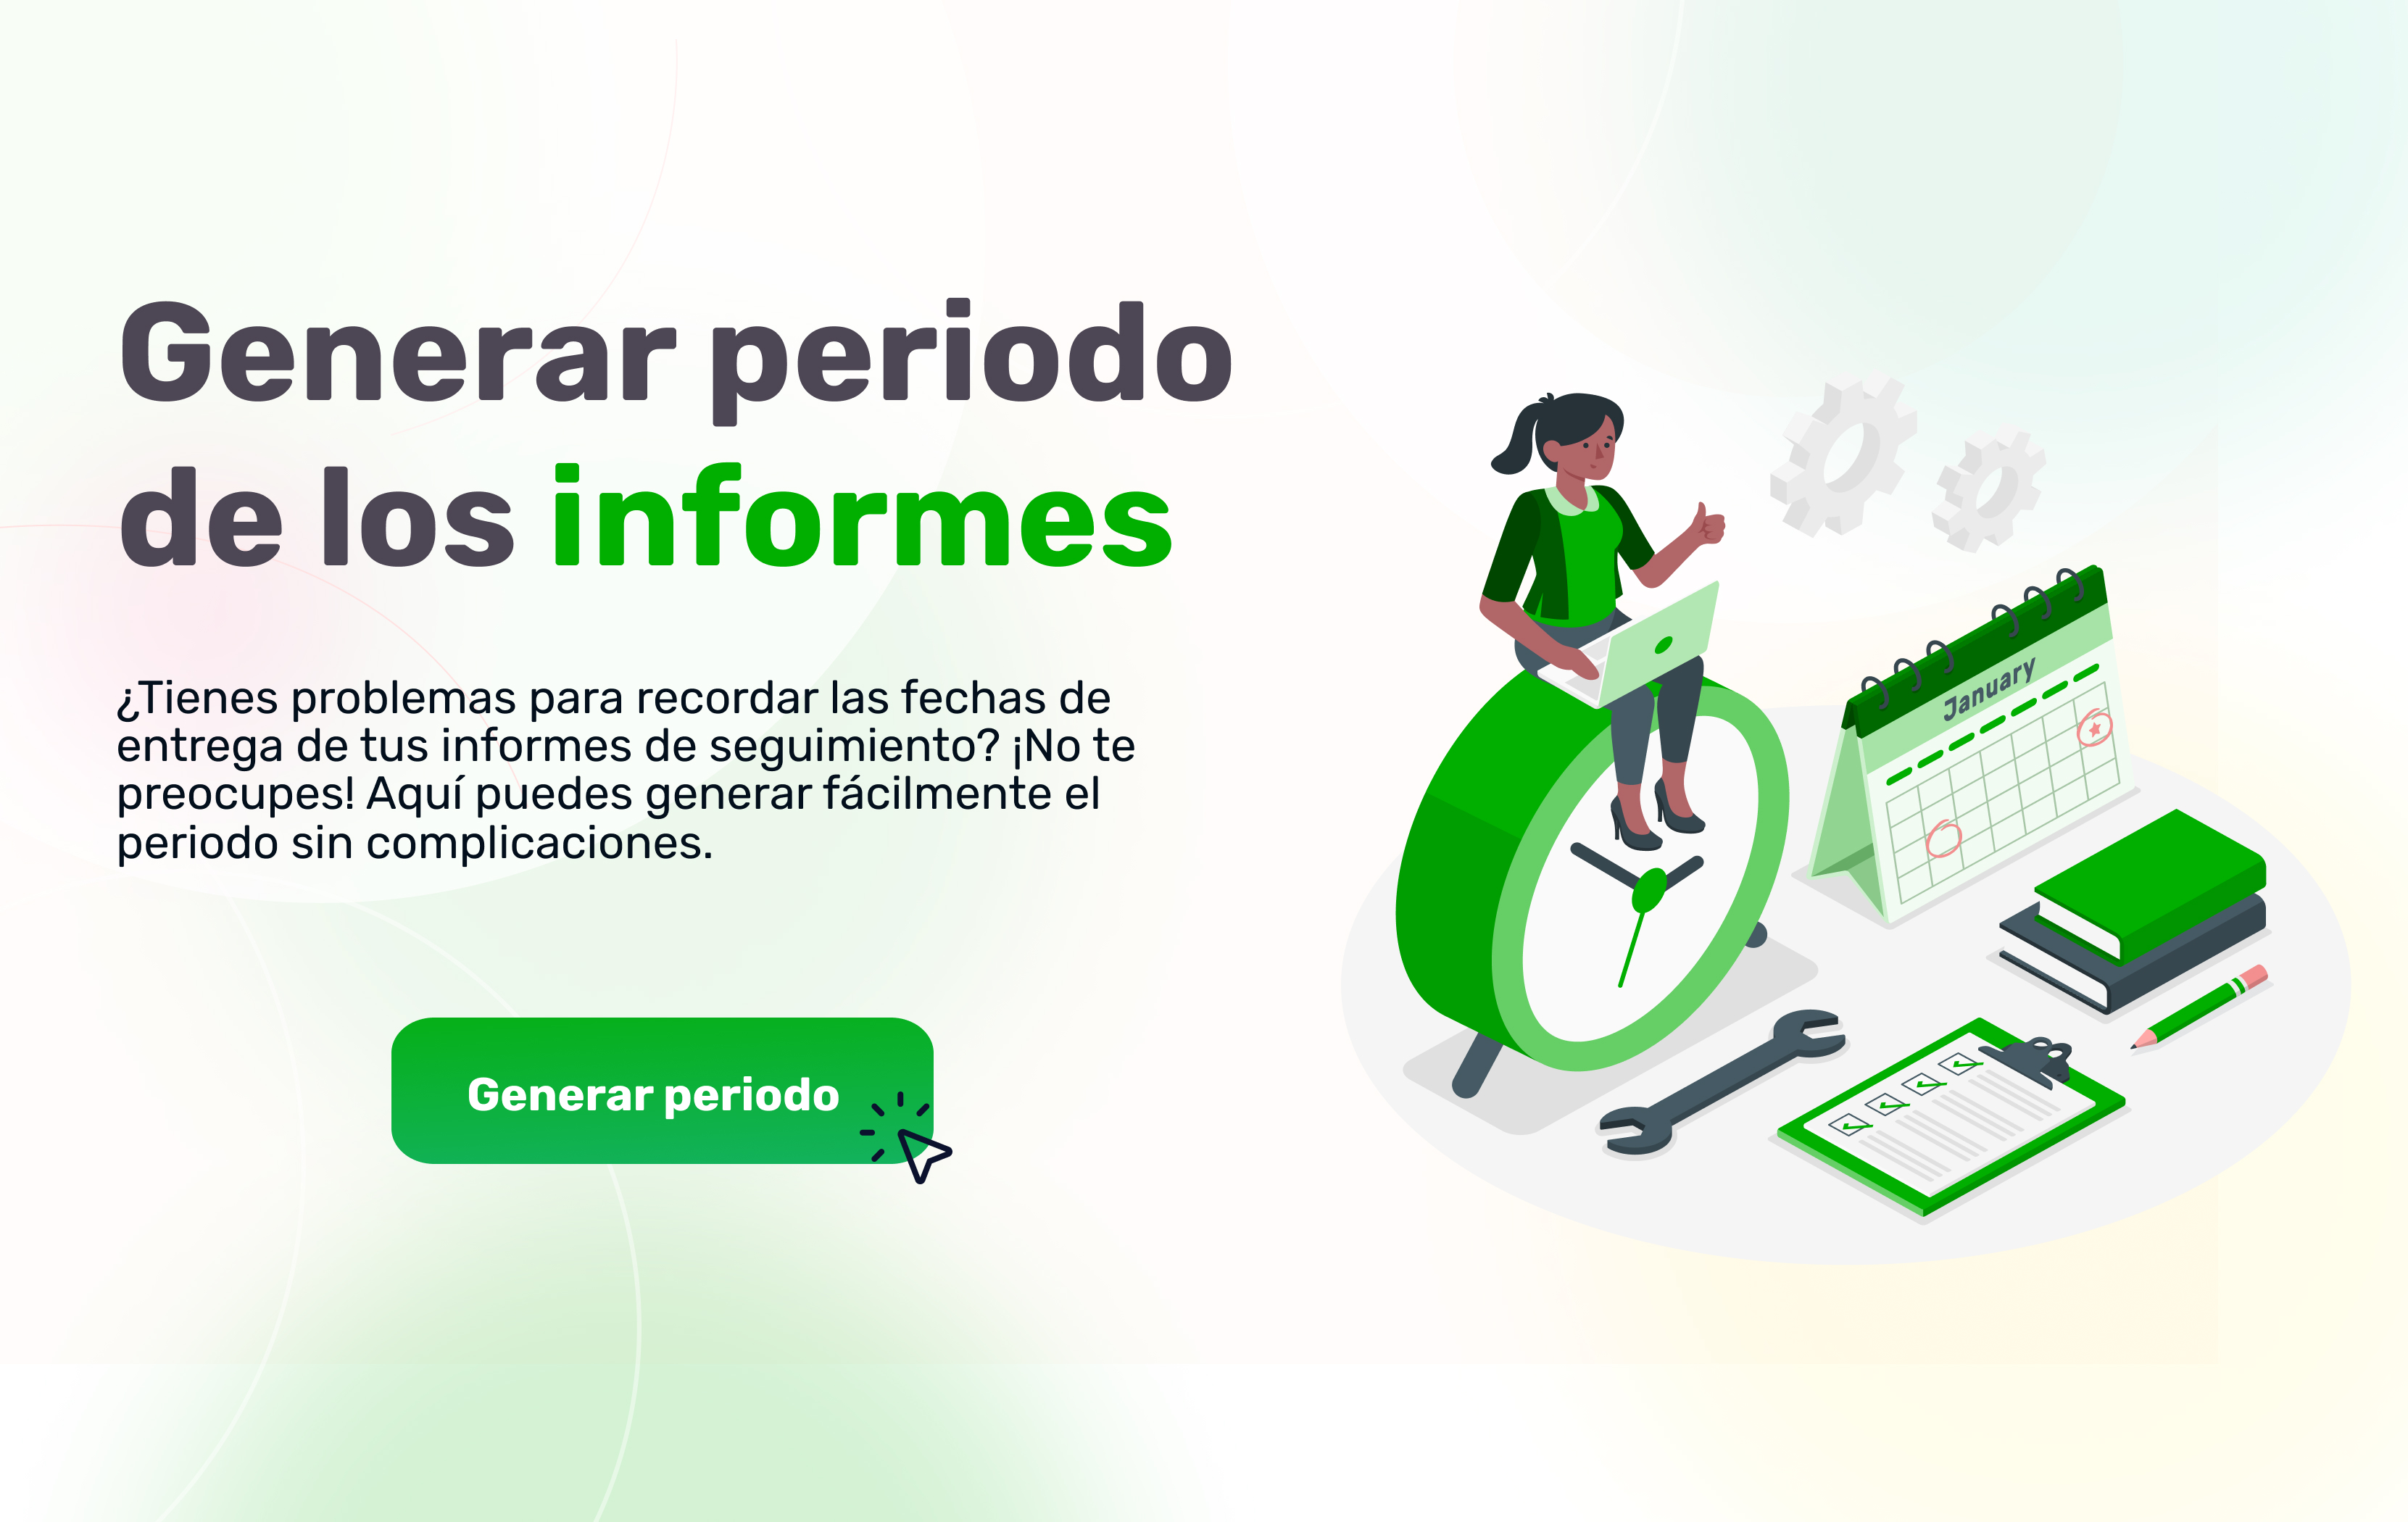 Generar periodo
de los informes
¿Tienes problemas para recordar las fechas de
entrega de tus informes de seguimiento? ¡No te
preocupes! Aquí puedes generar fácilmente el
periodo sin complicaciones.
Generar periodo
January